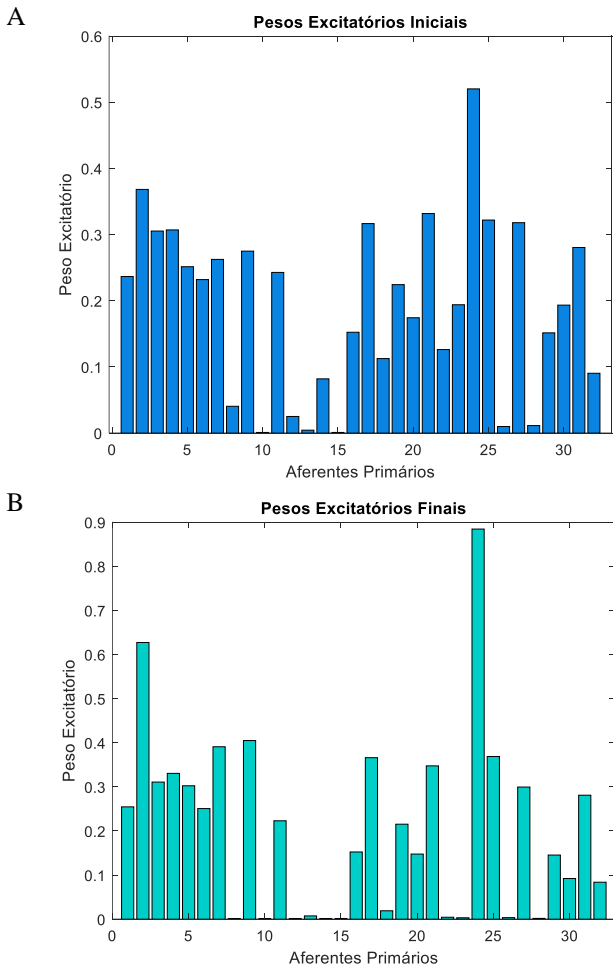 A
Pesos Excitatórios Iniciais
Peso Excitatório
0.6
0.5
0.4
0.3
0.2
0.1
0
0 5 10 15 20 25 30
Aferentes Primários
B
Pesos Excitatórios Finais
Peso Excitatório
0.9
0.8
0.7
0.6
0.5
0.4
0.3
0.2
0.1
0
0 5 10 15 20 25 30
Aferentes Primários